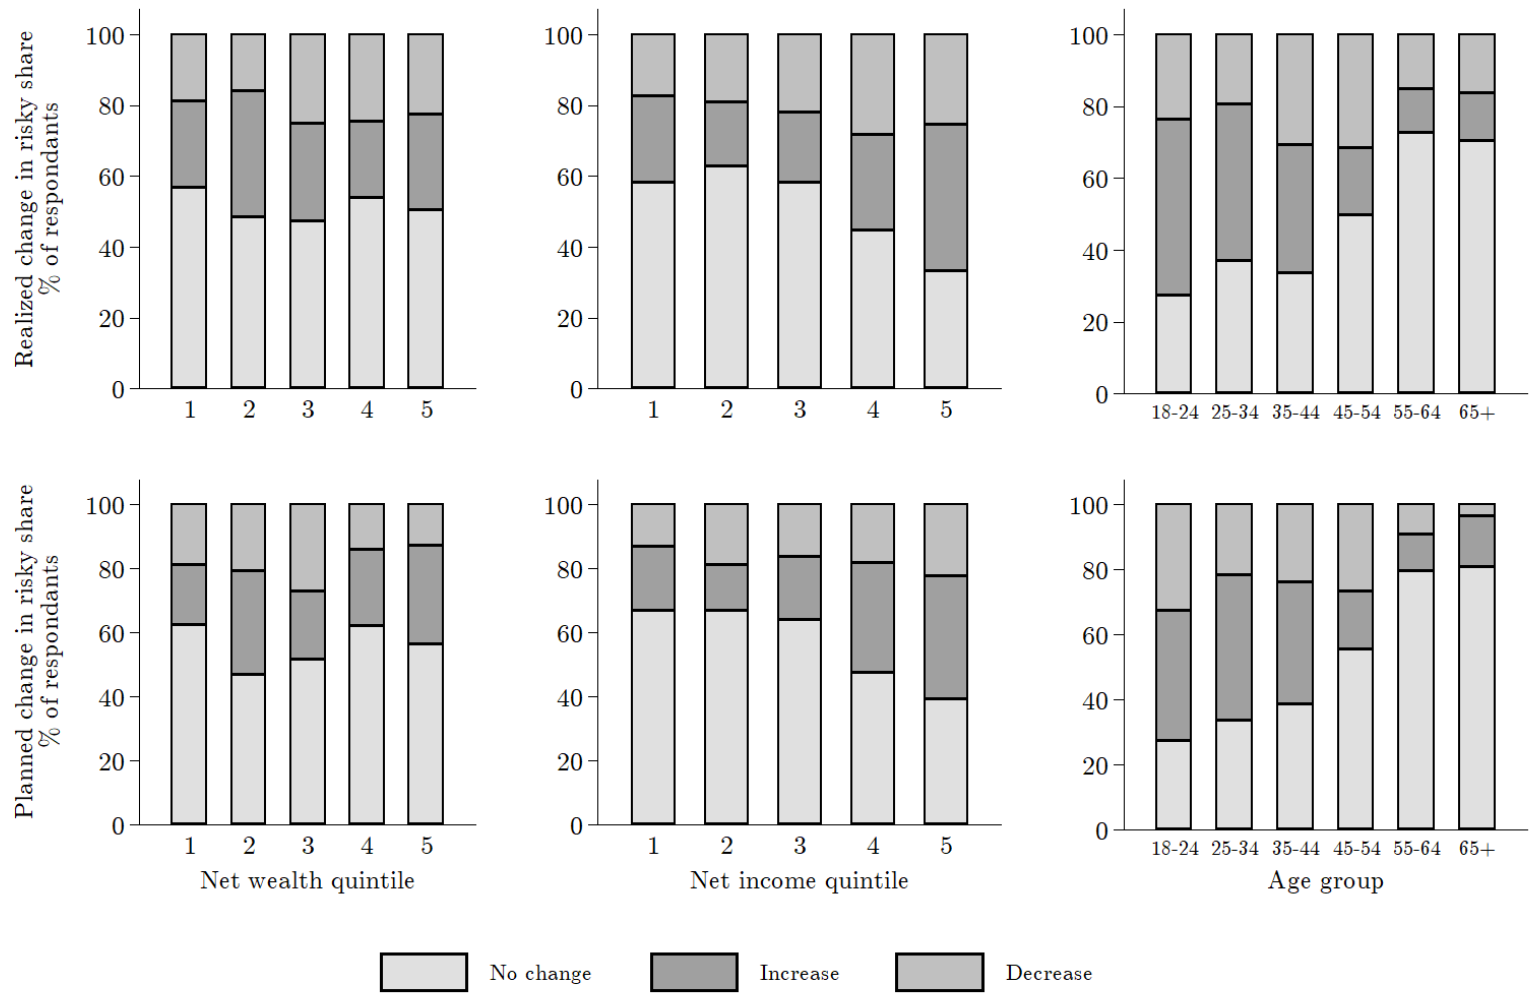 Realized change in risky share
% of respondants
100
80
60
40
20
0
1 2 3 4 5
100
80
60
40
20
0
1 2 3 4 5
100
80
60
40
20
0
18-24 25-34 35-44 45-54 55-64 65+
Planned change in risky share
% of respondants
100
80
60
40
20
0
1 2 3 4 5
Net wealth quintile
100
80
60
40
20
0
1 2 3 4 5
Net income quintile
100
80
60
40
20
0
18-24 25-34 35-44 45-54 55-64 65+
Age group
No change Increase Decrease